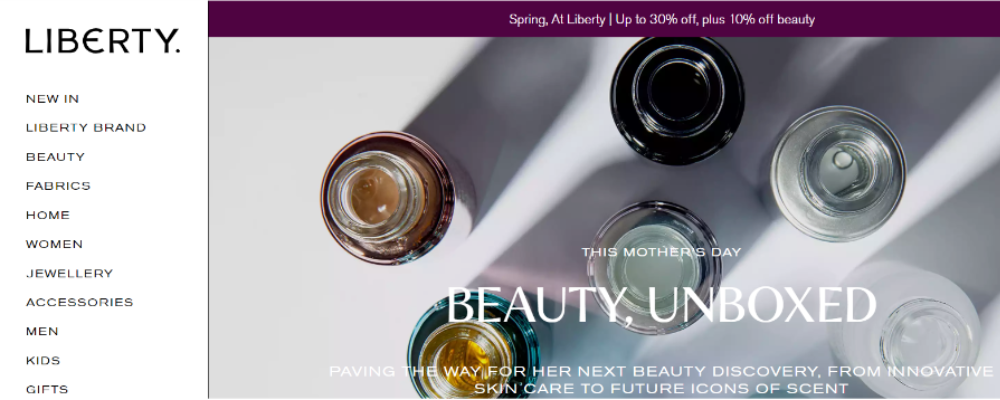 LIBERTY.
NEW IN
LIBERTY BRAND
BEAUTY
FABRICS
HOME
WOMEN
JEWELLERY
ACCESSORIES
MEN
KIDS
GIFTS
Spring, At Liberty | Up to 30% off, plus 10% off beauty
THIS MOTHER'S DAY
BEAUTY, UNBOXED
PAVING THE WAY FOR HER NEXT BEAUTY DISCOVERY, FROM INNOVATIVE
SKIN CARE TO FUTURE ICONS OF SCENT